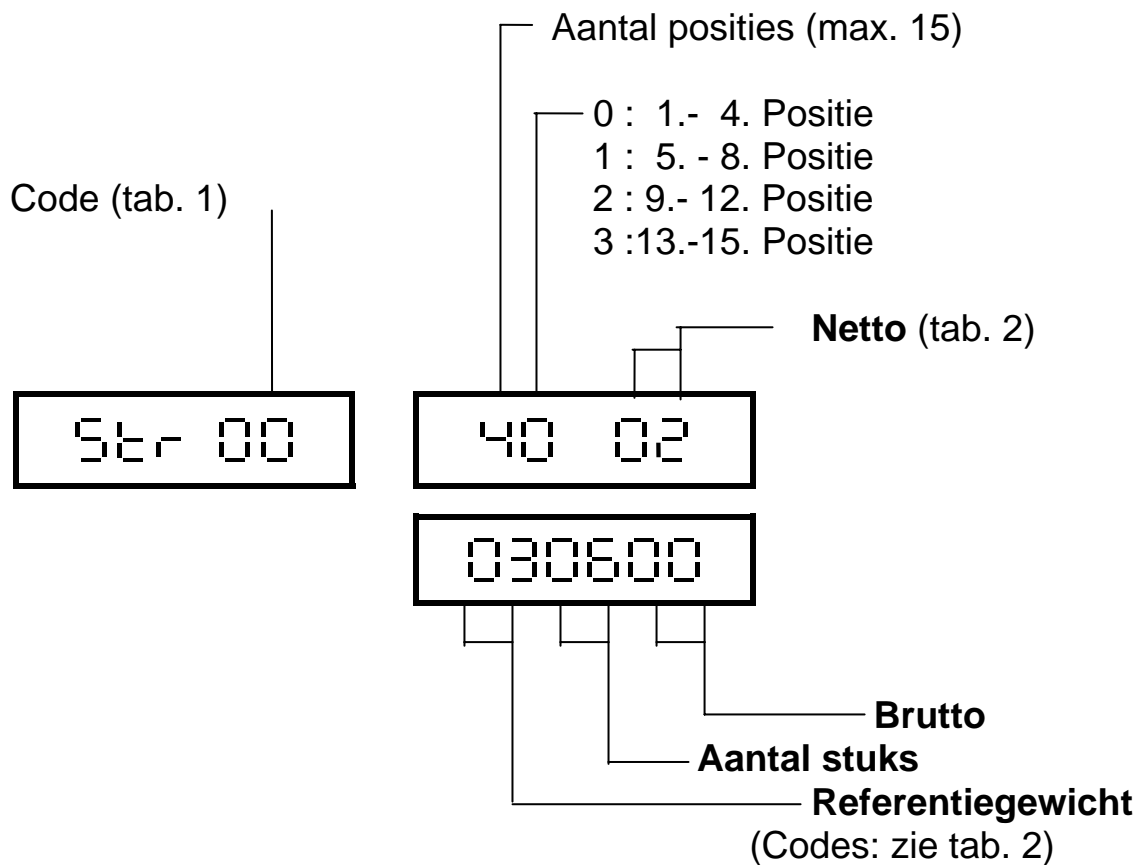 Aantal posities (max. 15)
0 : 1.- 4. Positie
1 : 5. - 8. Positie
2 : 9.- 12. Positie
3 :13.-15. Positie
Code (tab. 1)
Netto (tab. 2)
Str 00
40 02
030600
Brutto
Aantal stuks
Referentiegewicht
(Codes: zie tab. 2)